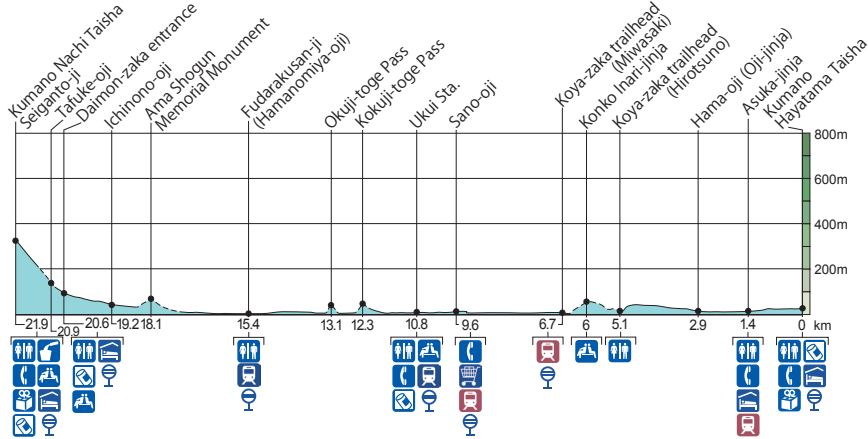 Kumano Nachi Taisha
Seiganto-ji
Tafuke-oji
Daimon-zaka entrance
Ichinono-oji
Ama Shogun
Memorial Monument
Fudarakusan-ji
(Hamanomiya-oji)
Okuji-toge Pass
Kokuji-toge Pass
Ukui Sta.
Sano-oji
Koya-zaka trailhead
(Miwasaki)
Konko Inari-jinja
Koya-zaka trailhead
(Hirotsuno)
Hama-oji (Oji-jinja)
Asuka-jinja
Kumano
Hayatama Taisha
800m
600m
400m
200m
21.9
20.9
20.6
19.2
18.1
15.4
13.1
12.3
10.8
9.6
6.7
6
5.1
2.9
1.4
0
km